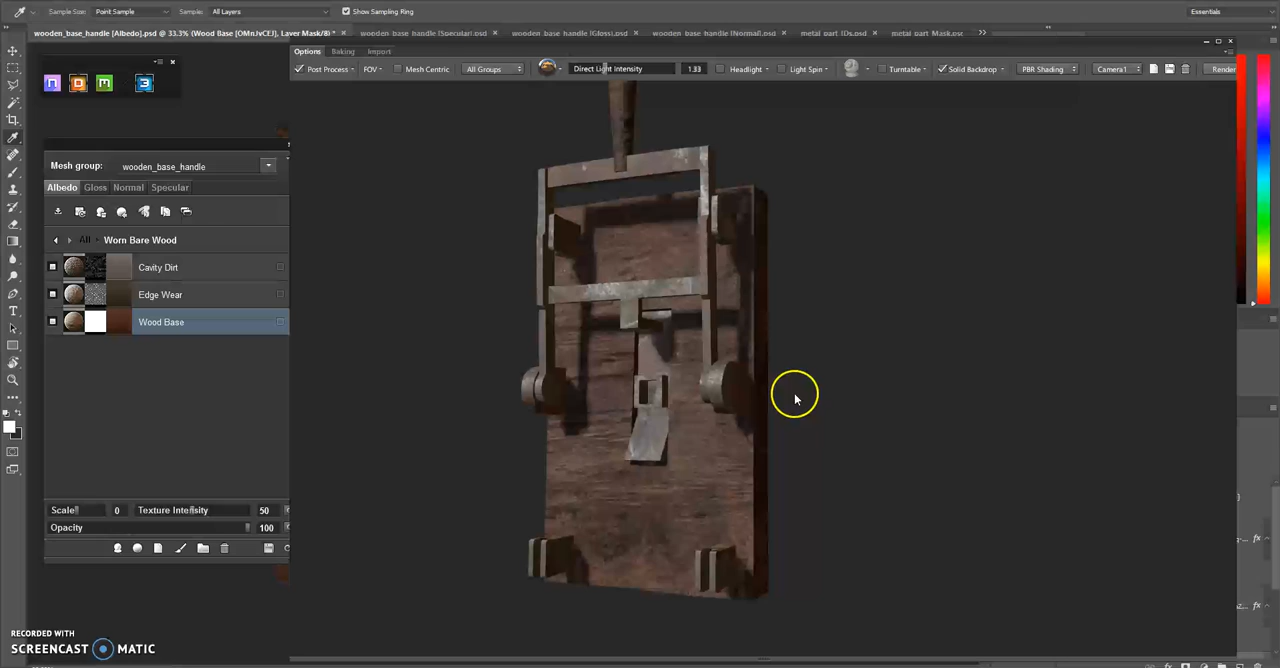 Sample Size: Point Sample Sample: All Layers Show Sampling Ring Essentials
wooden_base_handle [Albedo].psd @ 33.3% (Wood Base [OMnJvCEJ], Layer Mask/8) * wooden_base_handle [Specular].psd wooden_base_handle [Gloss].psd wooden_base_handle [Normal].psd metal_part_IDs.psd metal_part_Mask.psd
Options Baking Import
Post Process FOV Mesh Centric All Groups Direct Light Intensity 1.33 Headlight Light Spin Turntable Solid Backdrop PBR Shading Camera1 Render
Mesh group: wooden_base_handle
Albedo Gloss Normal Specular
All Worn Bare Wood
Cavity Dirt
Edge Wear
Wood Base
Scale 0 Texture Intensity 50
Opacity 100
RECORDED WITH
SCREENCAST MATIC